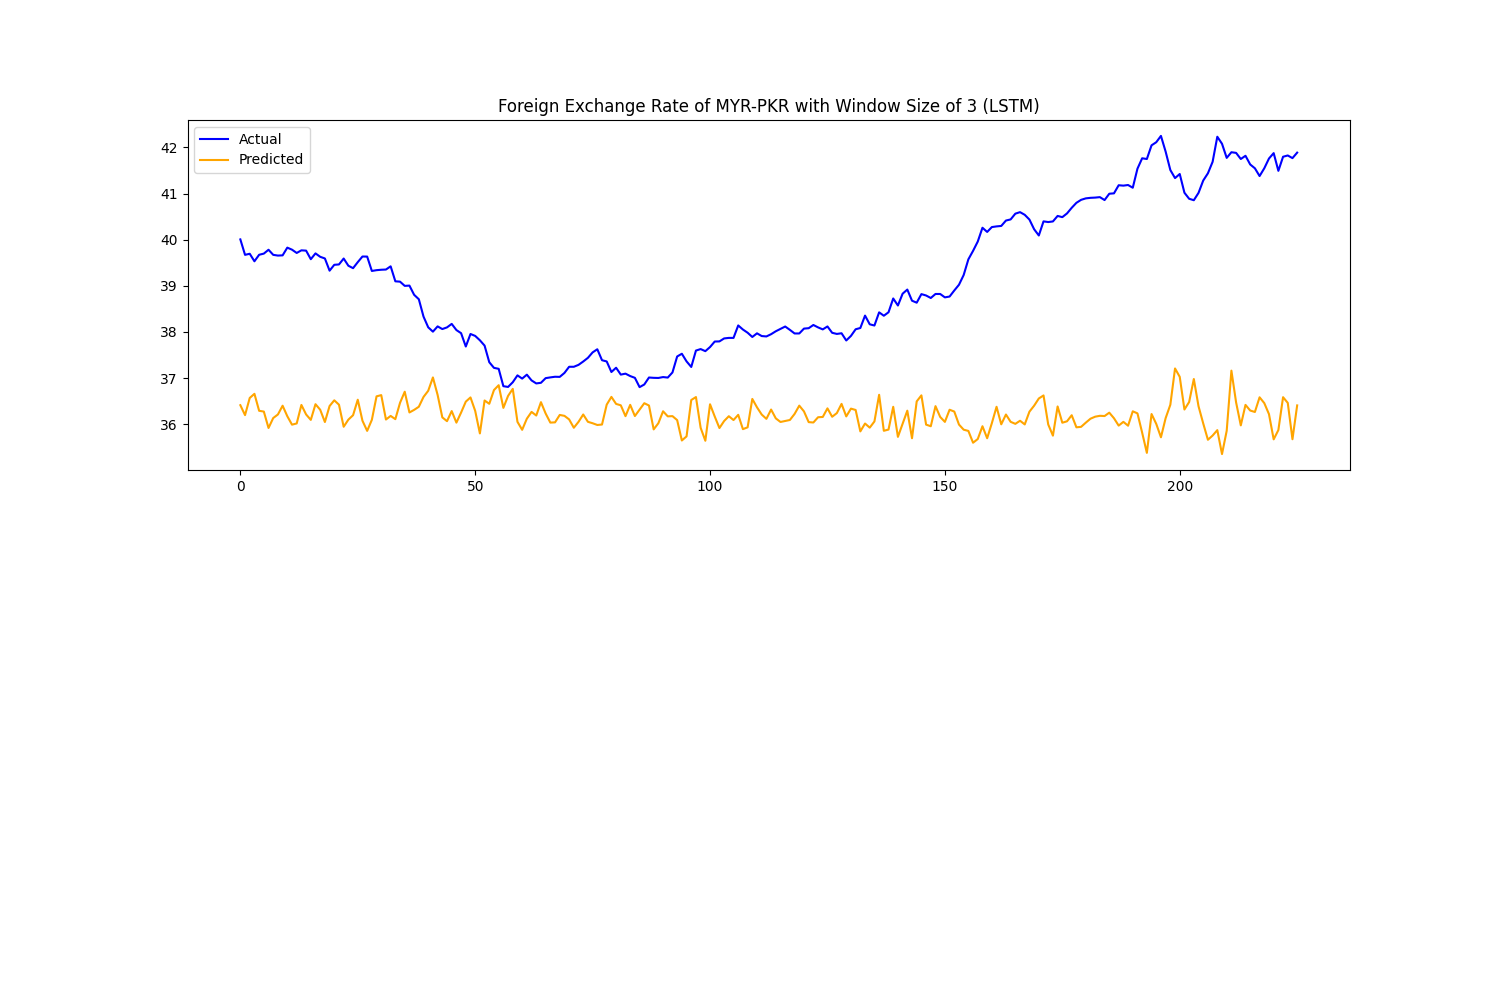 Foreign Exchange Rate of MYR-PKR with Window Size of 3 (LSTM)
Actual
Predicted
42
41
40
39
38
37
36
0 50 100 150 200